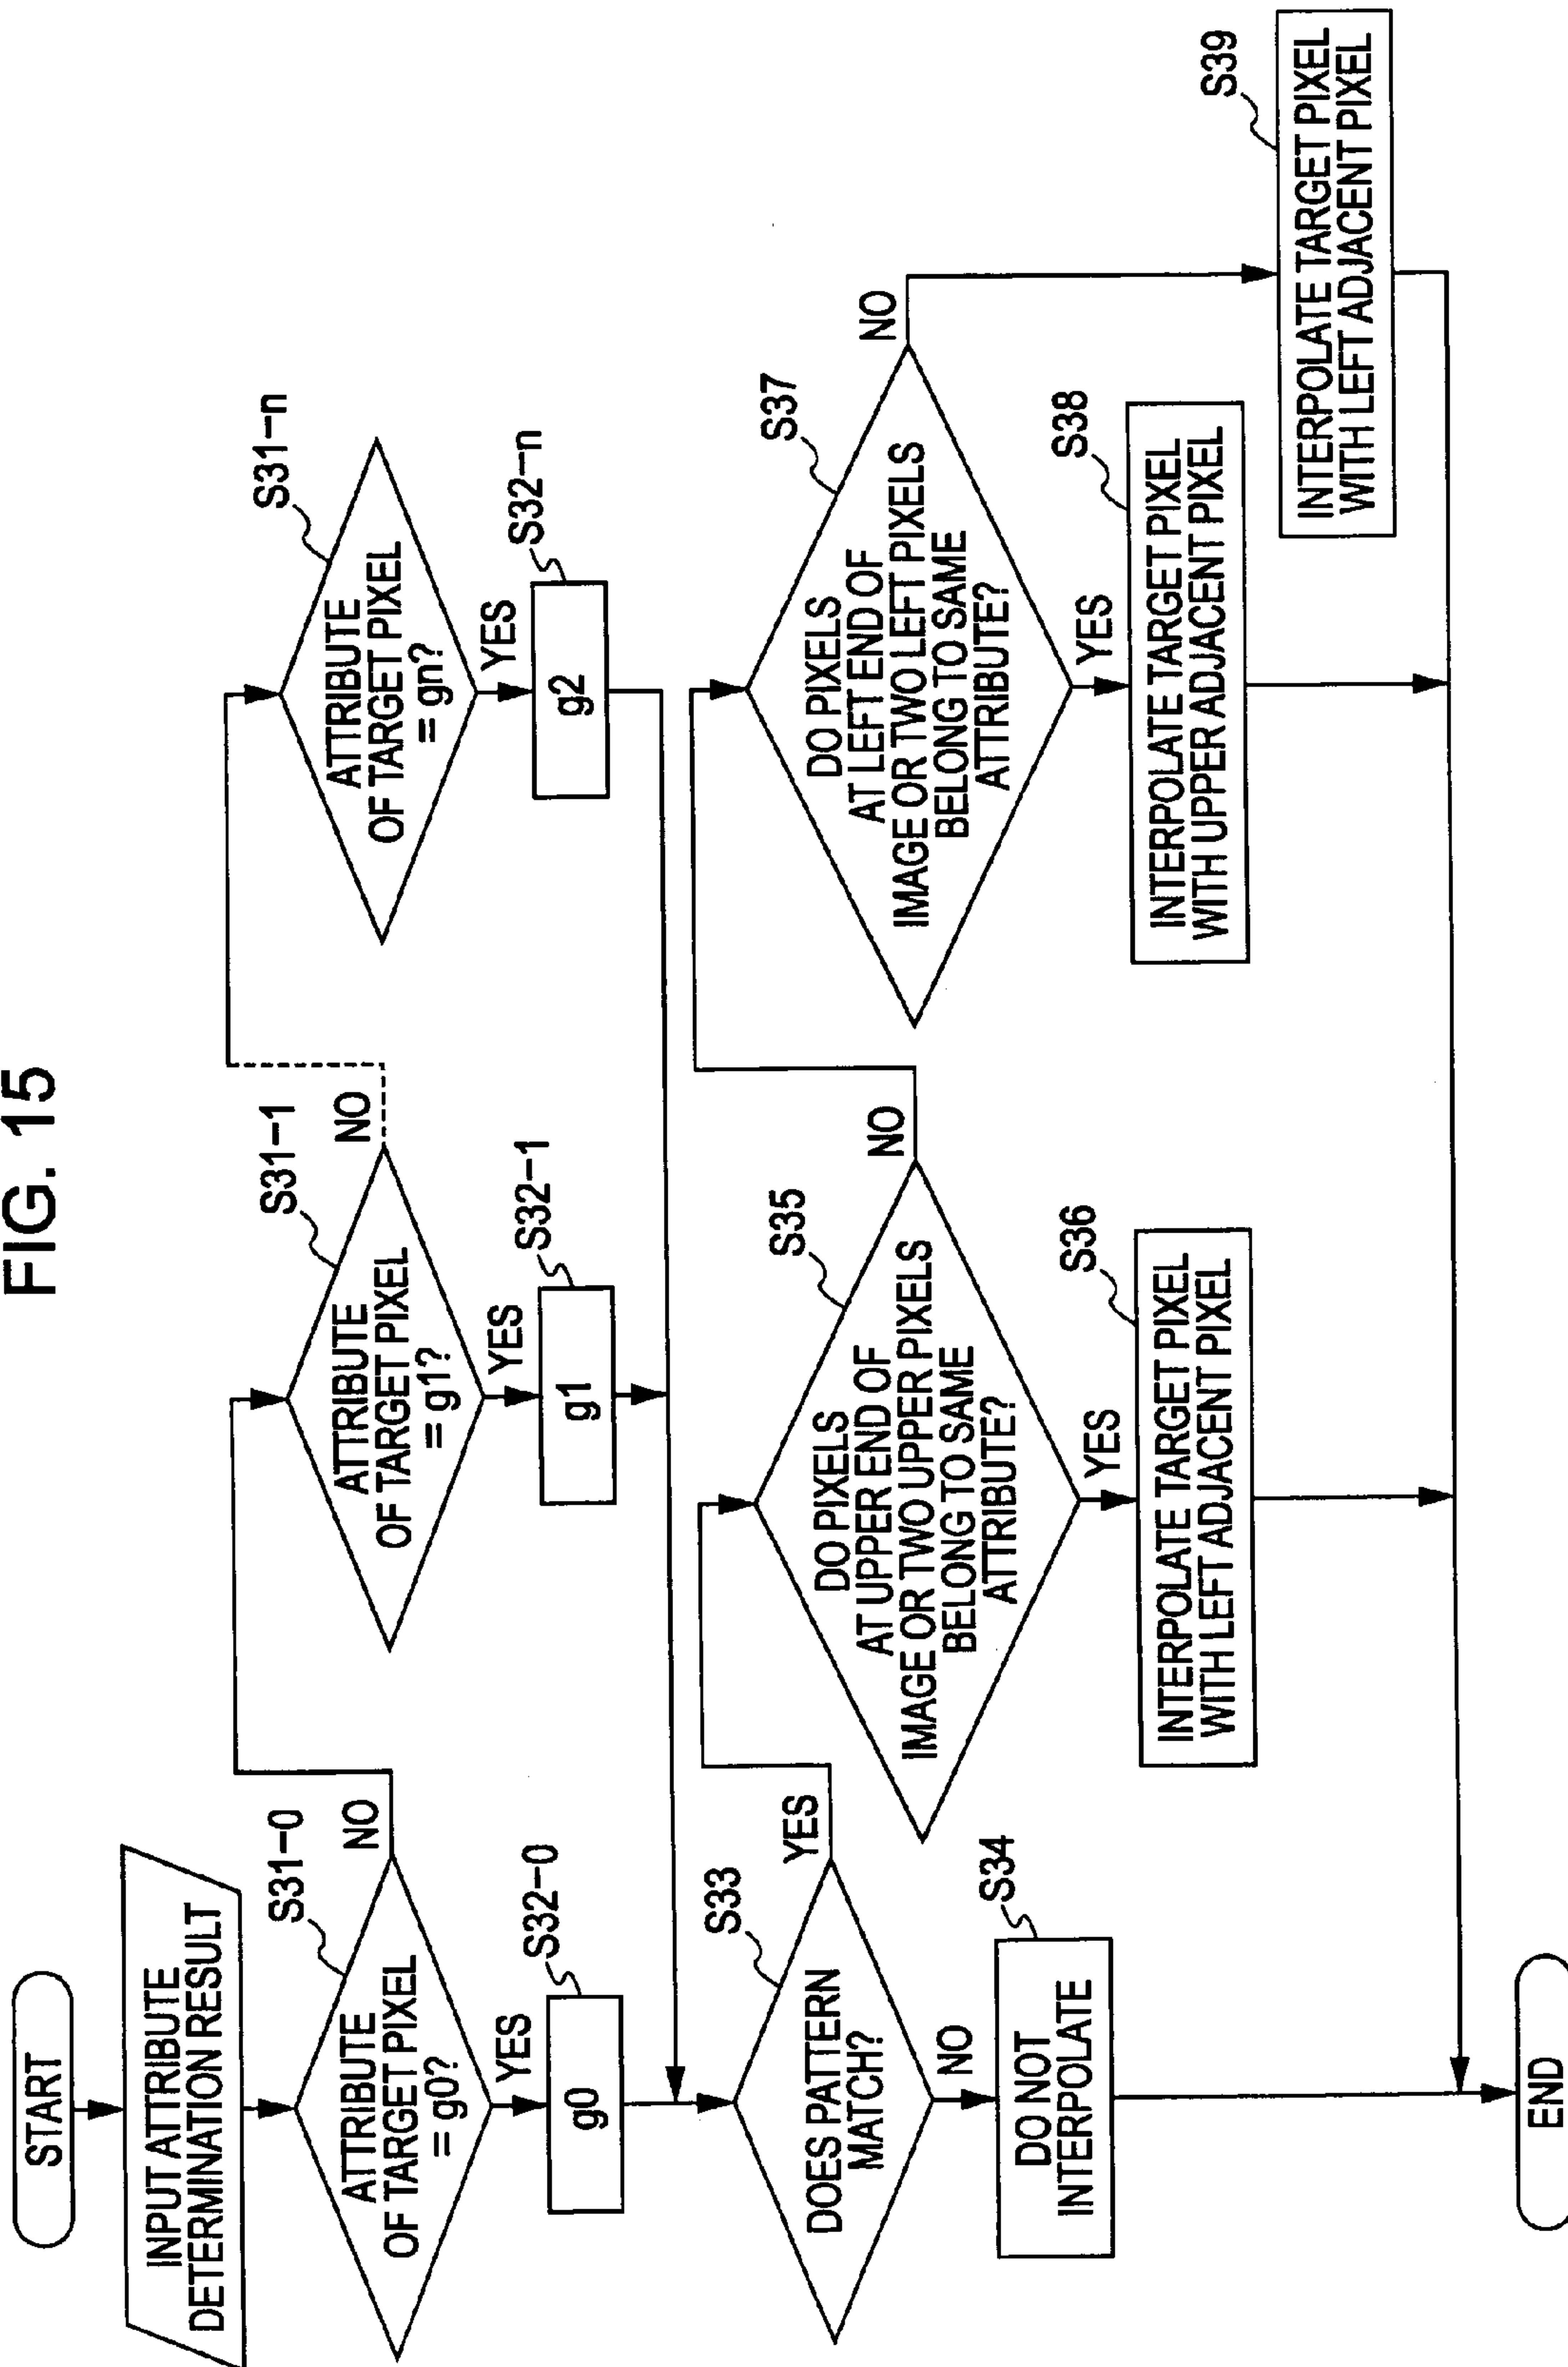 FIG. 15
START
INPUT ATTRIBUTE
DETERMINATION RESULT
S31-0
ATTRIBUTE
OF TARGET PIXEL
= g0?
NO
YES
S32-0
g0
S31-1
ATTRIBUTE
OF TARGET PIXEL
= g1?
NO
YES
S32-1
g1
S31-n
ATTRIBUTE
OF TARGET PIXEL
= gn?
YES
S32-n
g2
S33
DOES PATTERN
MATCH?
YES
NO
S34
DO NOT
INTERPOLATE
S35
DO PIXELS
AT UPPER END OF
IMAGE OR TWO UPPER PIXELS
BELONG TO SAME
ATTRIBUTE?
NO
YES
S36
INTERPOLATE TARGET PIXEL
WITH LEFT ADJACENT PIXEL
S37
DO PIXELS
AT LEFT END OF
IMAGE OR TWO LEFT PIXELS
BELONG TO SAME
ATTRIBUTE?
NO
YES
S38
INTERPOLATE TARGET PIXEL
WITH UPPER ADJACENT PIXEL
S39
INTERPOLATE TARGET PIXEL
WITH LEFT ADJACENT PIXEL
END